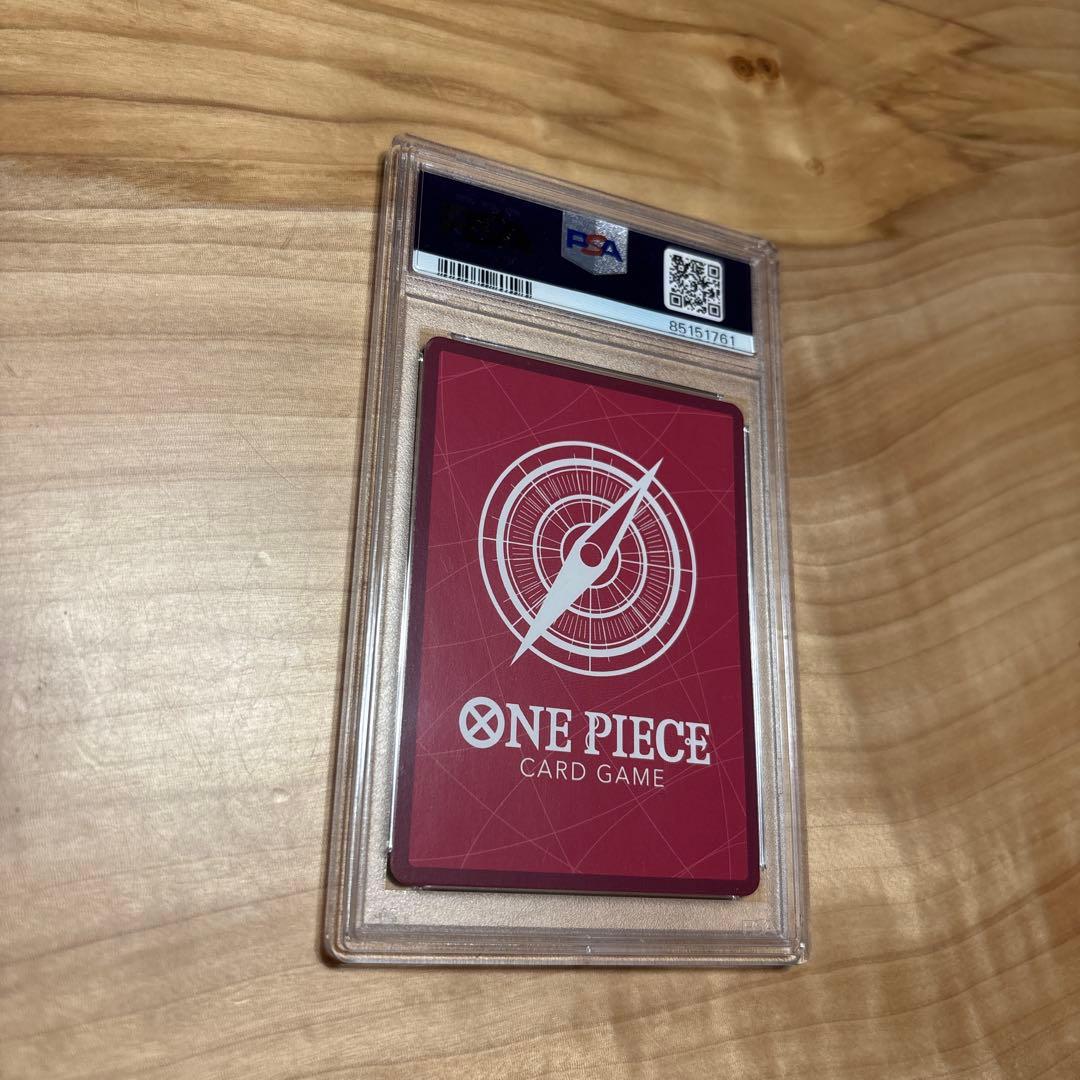 PSA
85151761
ONE PIECE
CARD GAME